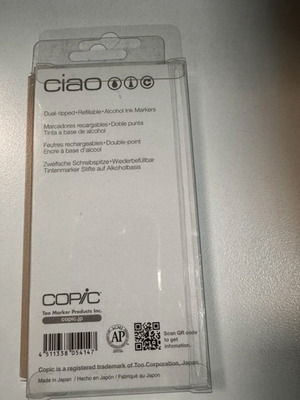 ciao
Dual-tipped • Refillable • Alcohol Ink Markers
Marcadores recargables • Doble punta
Tinta a base de alcohol
Feutres rechargeables • Double-point
Encre à base d'alcool
Zweifache Schreibspitze • Wiederbefüllbar
Tintenmarker Stifte auf Alkoholbasis
COPIC
Too Marker Products Inc.
copic.jp
AP
Scan QR code
to get
information.
4 511338 054147
Copic is a registered trademark of Too Corporation, Japan.
Made in Japan / Hecho en Japón / Fabriqué au Japon